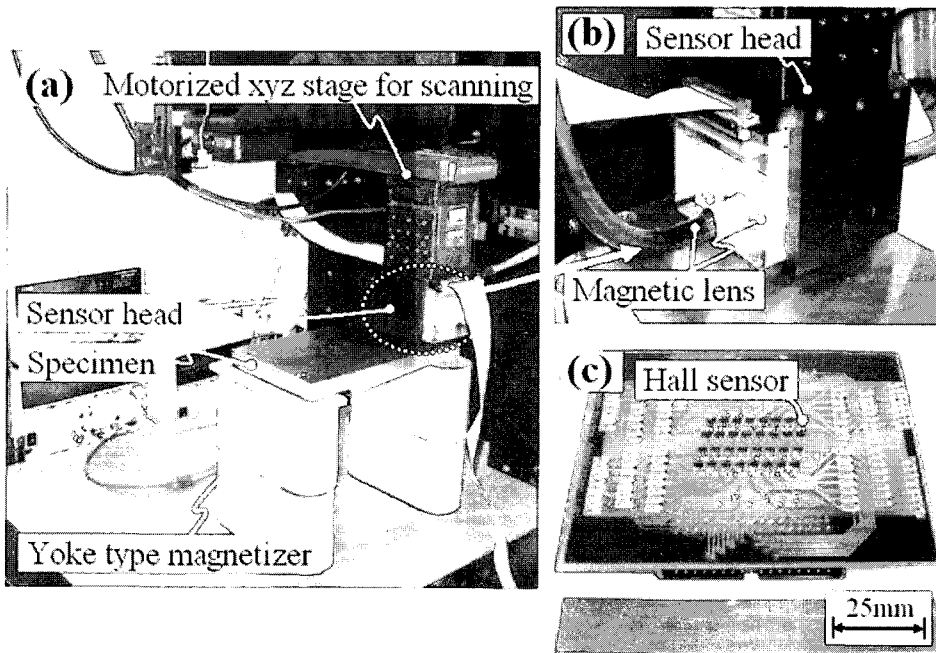 (a) Motorized xyz stage for scanning
Sensor head
Specimen
Yoke type magnetizer
(b) Sensor head
Magnetic lens
(c) Hall sensor
25mm